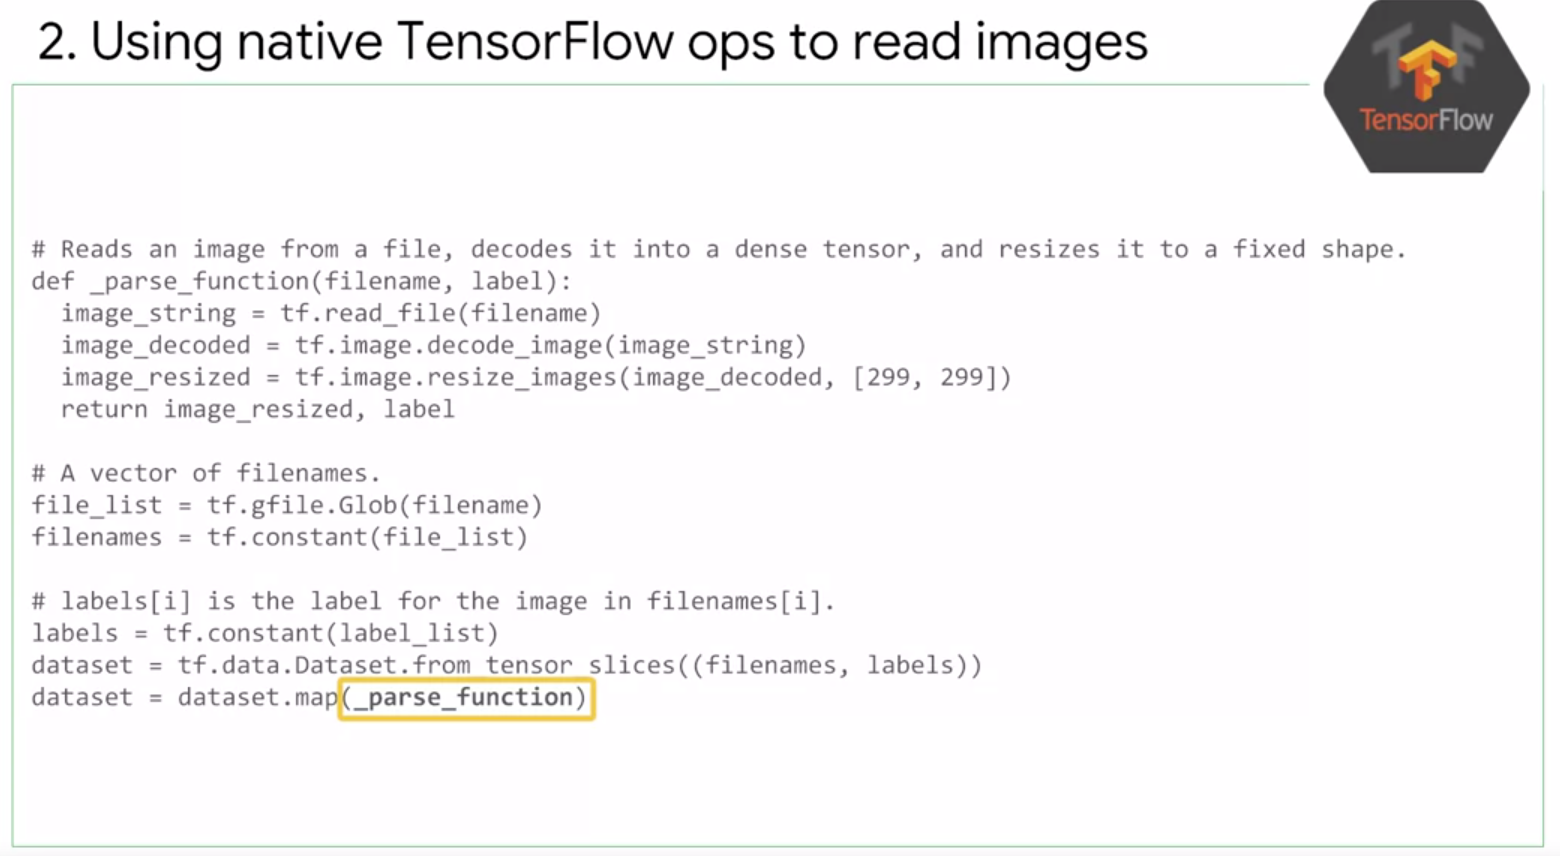 2. Using native TensorFlow ops to read images
TensorFlow
# Reads an image from a file, decodes it into a dense tensor, and resizes it to a fixed shape.
def _parse_function(filename, label):
  image_string = tf.read_file(filename)
  image_decoded = tf.image.decode_image(image_string)
  image_resized = tf.image.resize_images(image_decoded, [299, 299])
  return image_resized, label
# A vector of filenames.
file_list = tf.gfile.Glob(filename)
filenames = tf.constant(file_list)
# labels[i] is the label for the image in filenames[i].
labels = tf.constant(label_list)
dataset = tf.data.Dataset.from_tensor_slices((filenames, labels))
dataset = dataset.map(_parse_function)